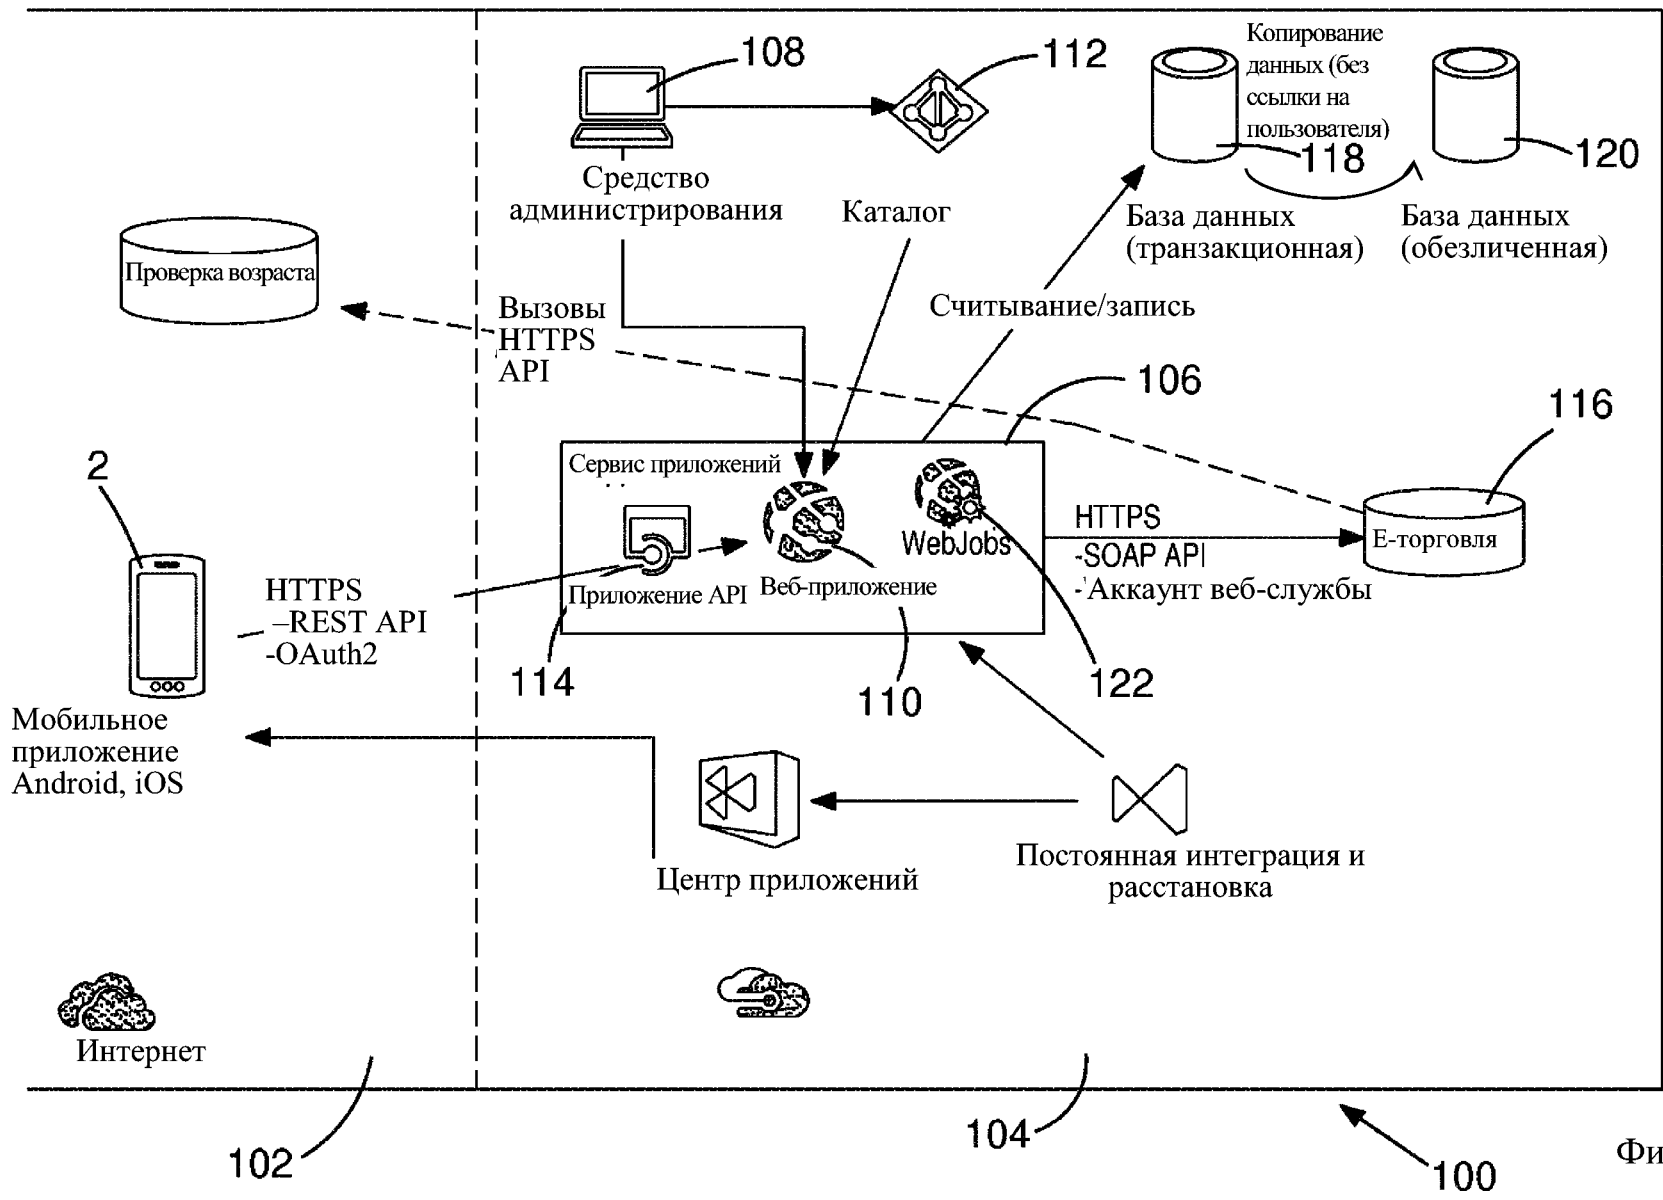 108
112
Копирование
данных (без
ссылки на
пользователя)
118
120
Средство
администрирования
Каталог
База данных
(транзакционная)
База данных
(обезличенная)
Проверка возраста
Вызовы
HTTPS
API
Считывание/запись
106
116
2
Сервис приложений
WebJobs
Приложение API
Веб-приложение
HTTPS
-SOAP API
-Аккаунт веб-службы
Е-торговля
HTTPS
–REST API
-OAuth2
114
110
122
Мобильное
приложение
Android, iOS
Центр приложений
Постоянная интеграция и
расстановка
Интернет
102
104
100
Фи